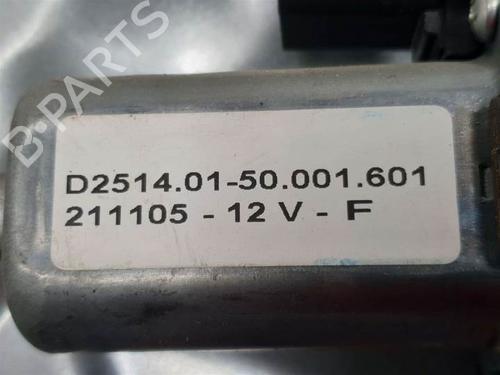 B-PARTS
D2514.01-50.001.601
211105 - 12 V - F